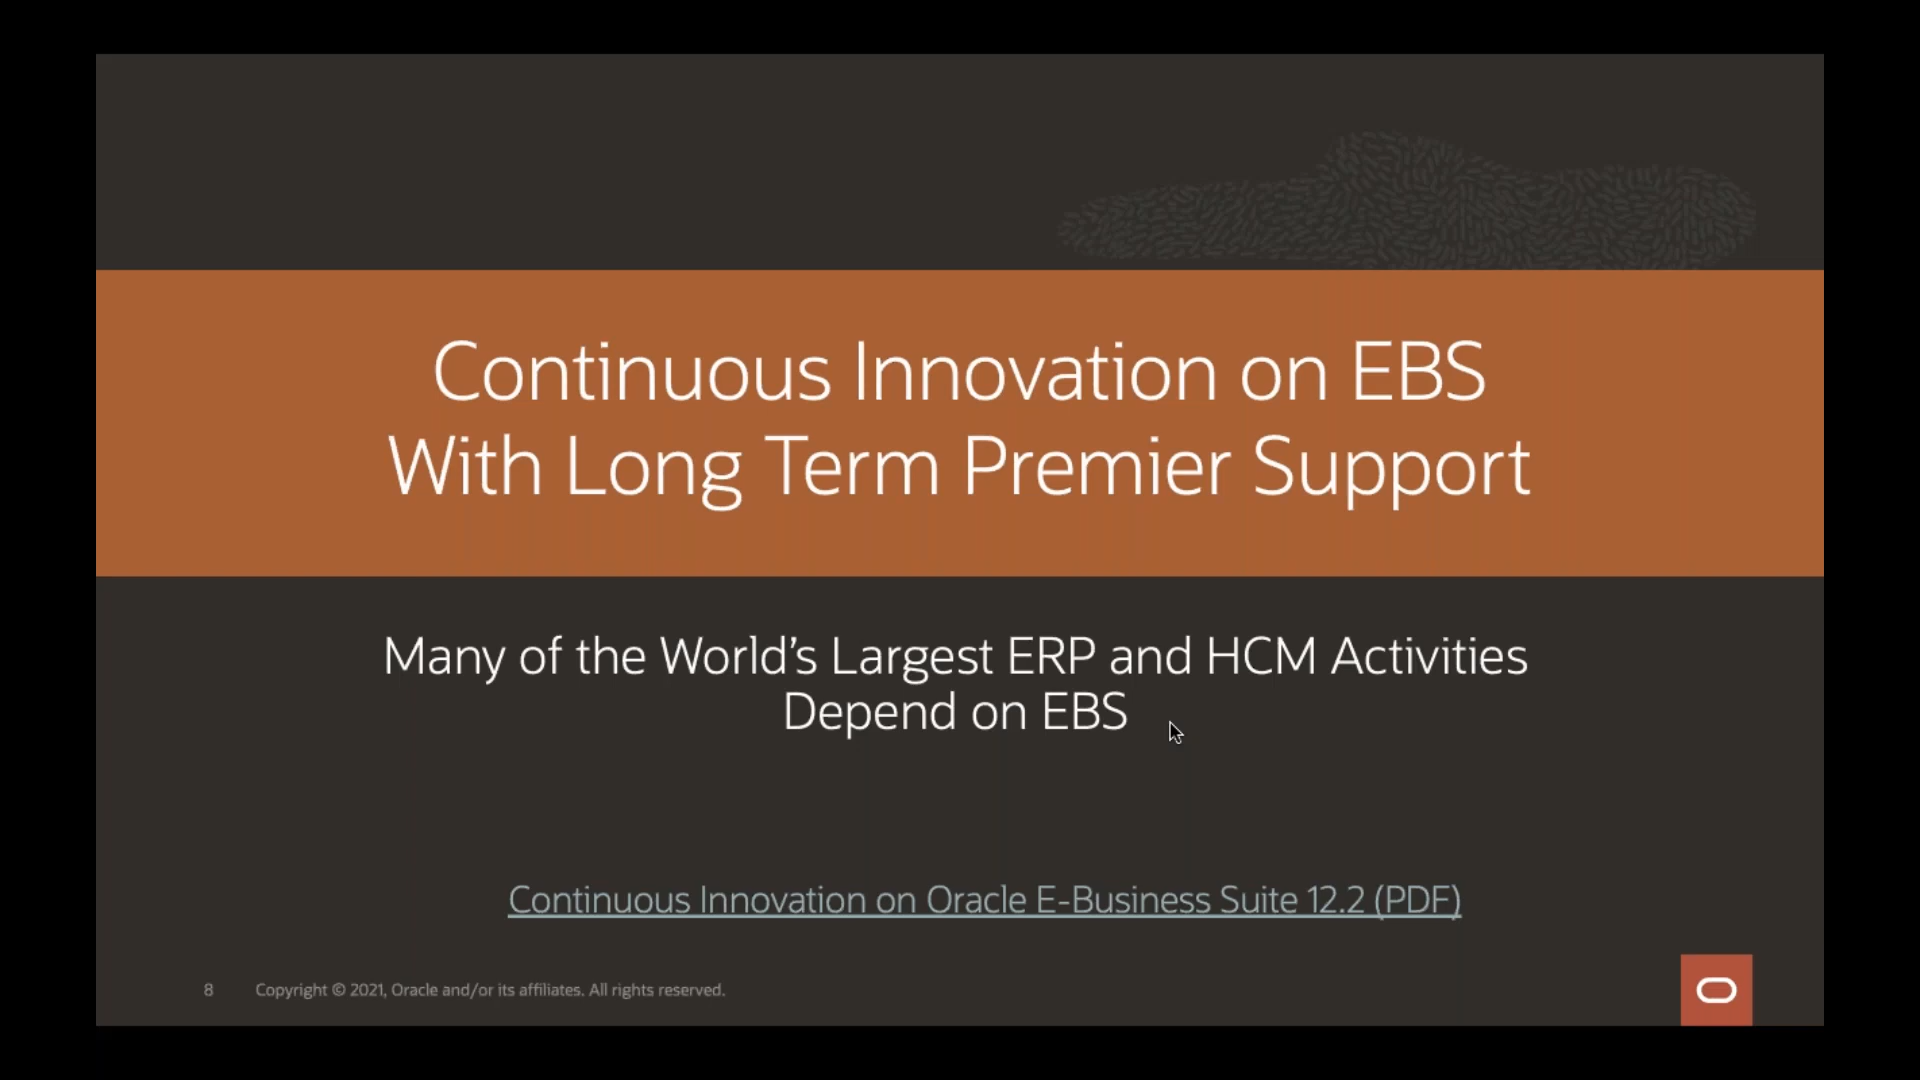 Continuous Innovation on EBS
With Long Term Premier Support
Many of the World’s Largest ERP and HCM Activities
Depend on EBS
Continuous Innovation on Oracle E-Business Suite 12.2 (PDF)
8 Copyright © 2021, Oracle and/or its affiliates. All rights reserved.